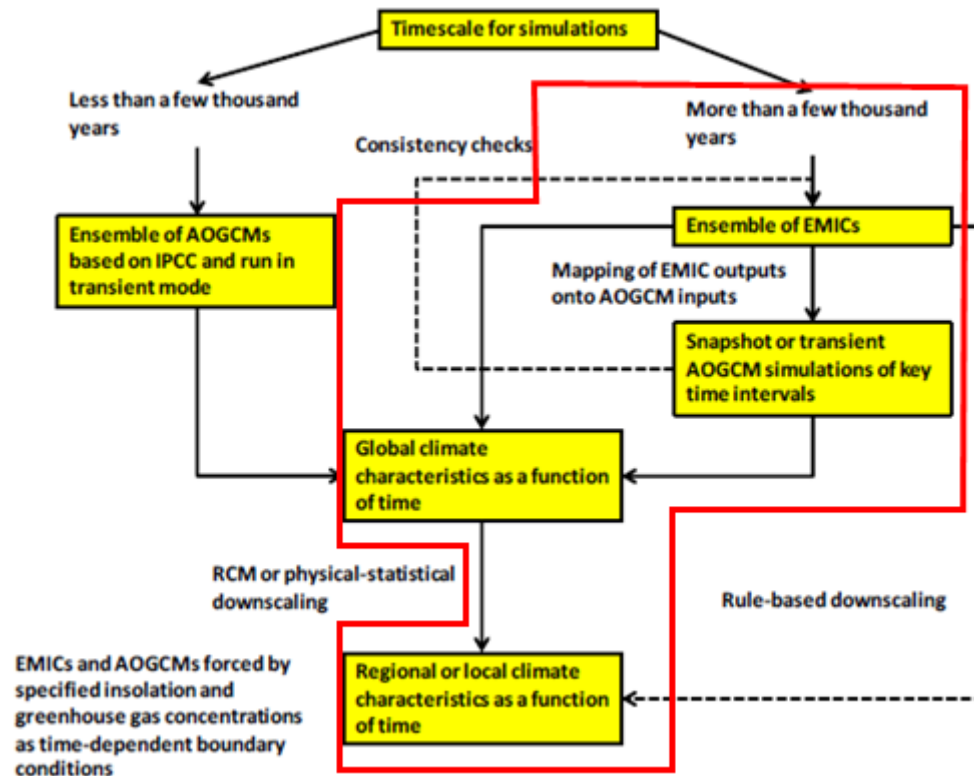 Timescale for simulations
Less than a few thousand
years
More than a few thousand
years
Consistency checks
Ensemble of AOGCMs
based on IPCC and run in
transient mode
Ensemble of EMICs
Mapping of EMIC outputs
onto AOGCM inputs
Snapshot or transient
AOGCM simulations of key
time intervals
Global climate
characteristics as a function
of time
RCM or physical-statistical
downscaling
Rule-based downscaling
EMICs and AOGCMs forced by
specified insolation and
greenhouse gas concentrations
as time-dependent boundary
conditions
Regional or local climate
characteristics as a function
of time